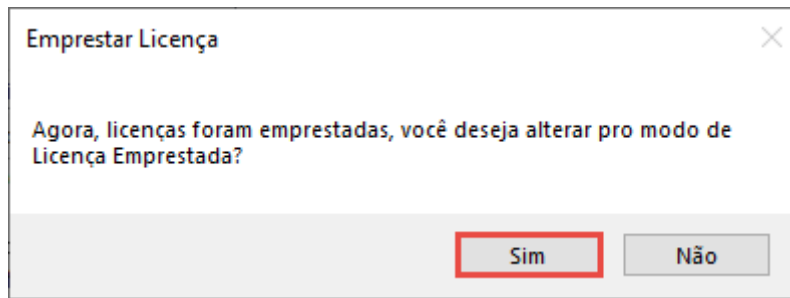 Emprestar Licença
Agora, licenças foram emprestadas, você deseja alterar pro modo de
Licença Emprestada?
Sim
Não